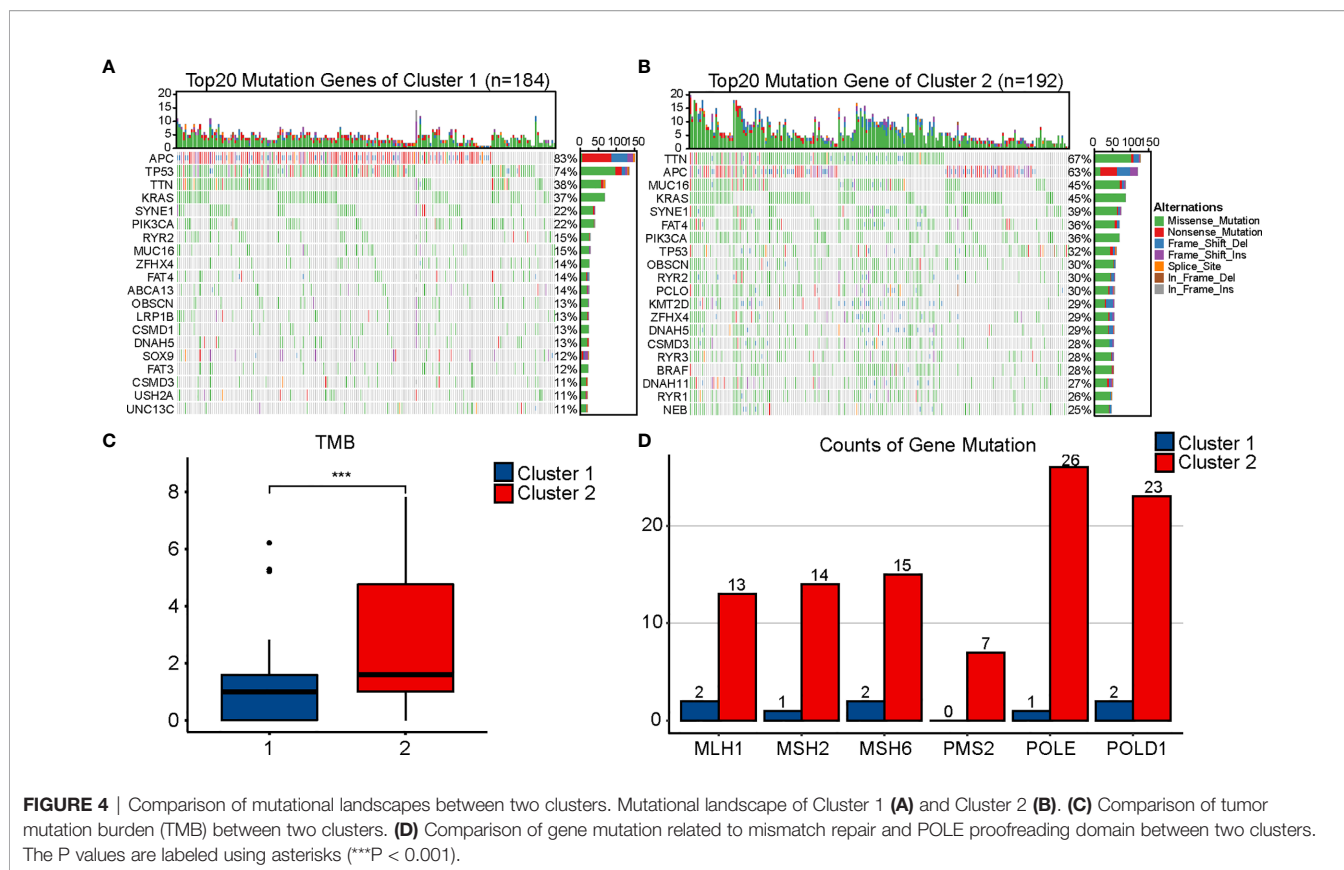 A
Top20 Mutation Genes of Cluster 1 (n=184)
20
15
10
5
0
0 50 100 150
APC 83%
TP53 74%
TTN 38%
KRAS 37%
SYNE1 22%
PIK3CA 22%
RYR2 15%
MUC16 15%
ZFHX4 14%
FAT4 14%
ABCA13 14%
OBSCN 13%
LRP1B 13%
CSMD1 13%
DNAH5 13%
SOX9 12%
FAT3 12%
CSMD3 11%
USH2A 11%
UNC13C 11%
B
Top20 Mutation Gene of Cluster 2 (n=192)
20
15
10
5
0
0 50 100 150
TTN 67%
APC 63%
MUC16 45%
KRAS 45%
SYNE1 39%
FAT4 36%
PIK3CA 36%
TP53 32%
OBSCN 30%
RYR2 30%
PCLO 30%
KMT2D 29%
ZFHX4 29%
DNAH5 29%
CSMD3 28%
RYR3 28%
BRAF 28%
DNAH11 27%
RYR1 26%
NEB 25%
Alternations
Missense_Mutation
Nonsense_Mutation
Frame_Shift_Del
Frame_Shift_Ins
Splice_Site
In_Frame_Del
In_Frame_Ins
C
TMB
Cluster 1
Cluster 2
***
8
6
4
2
0
1 2
D
Counts of Gene Mutation
Cluster 1
Cluster 2
20
10
0
2 13 1 14 2 15 0 7 1 26 2 23
MLH1 MSH2 MSH6 PMS2 POLE POLD1
FIGURE 4 | Comparison of mutational landscapes between two clusters. Mutational landscape of Cluster 1 (A) and Cluster 2 (B). (C) Comparison of tumor
mutation burden (TMB) between two clusters. (D) Comparison of gene mutation related to mismatch repair and POLE proofreading domain between two clusters.
The P values are labeled using asterisks (***P < 0.001).